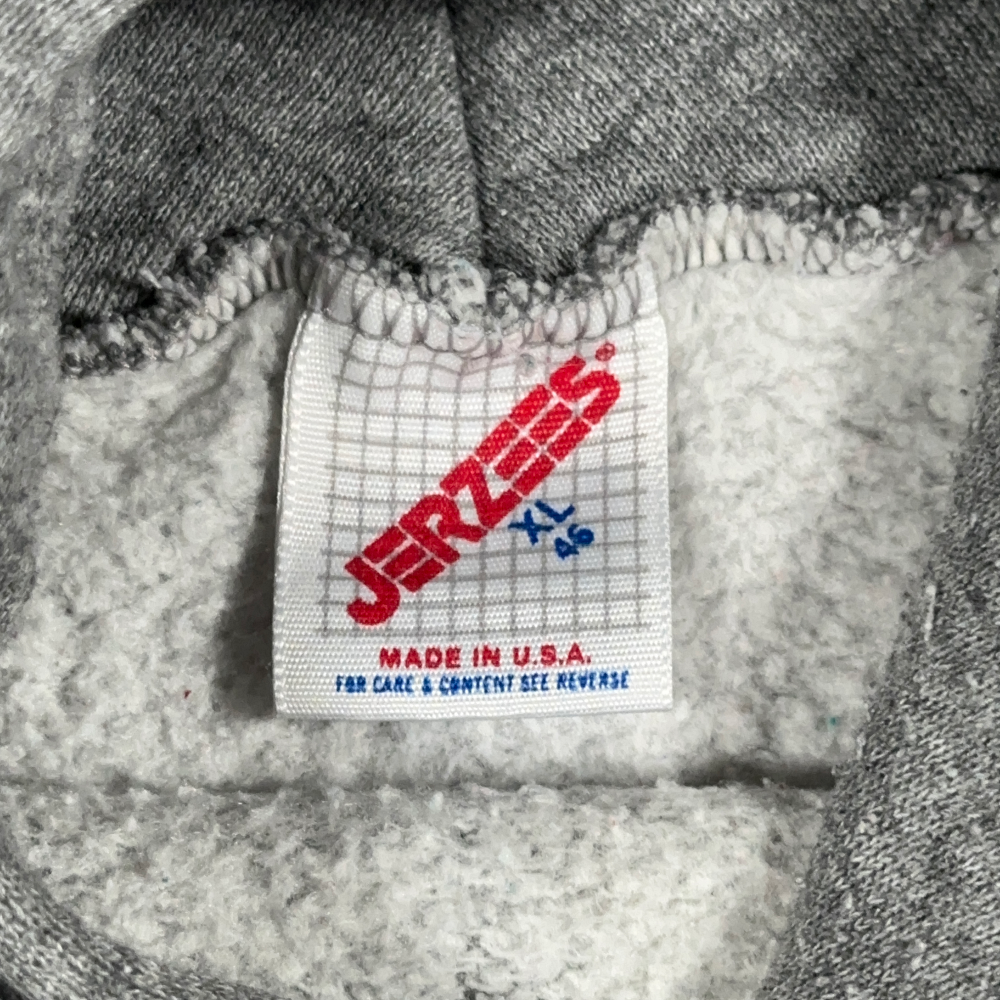 JERZEES®
XL
46
MADE IN U.S.A.
FOR CARE & CONTENT SEE REVERSE